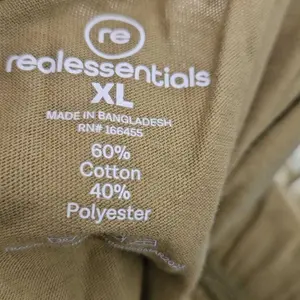 re
realessentials
XL
MADE IN BANGLADESH
RN# 166455
60%
Cotton
40%
Polyester